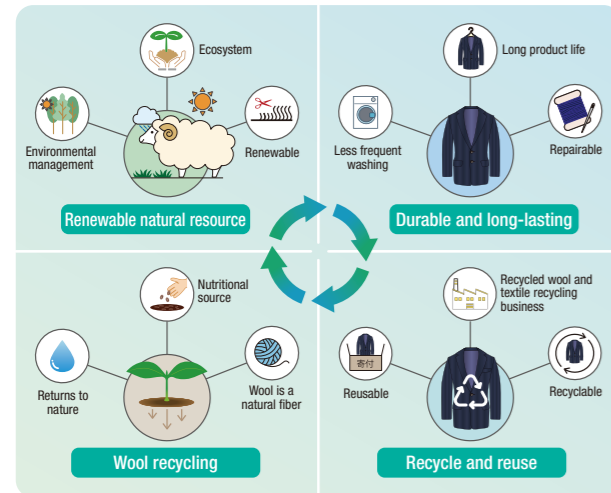 Ecosystem
Environmental
management
Renewable
Renewable natural resource
Long product life
Less frequent
washing
Repairable
Durable and long-lasting
Nutritional
source
Returns to
nature
Wool is a
natural fiber
Wool recycling
Recycled wool and
textile recycling
business
寄付
Reusable
Recyclable
Recycle and reuse